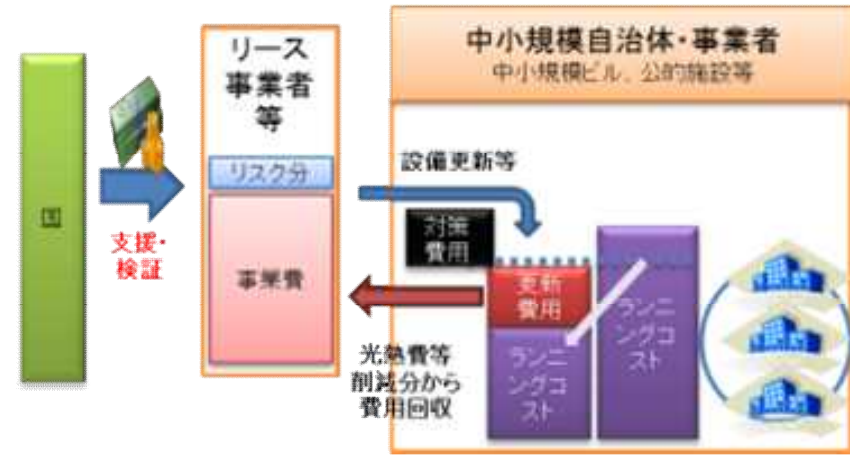 国
支援・
検証
リース
事業者
等
リスク分
事業費
中小規模自治体・事業者
中小規模ビル、公的施設等
設備更新等
対策
費用
更新
費用
ランニ
ングコ
スト
ランニ
ングコ
スト
光熱費等
削減分から
費用回収